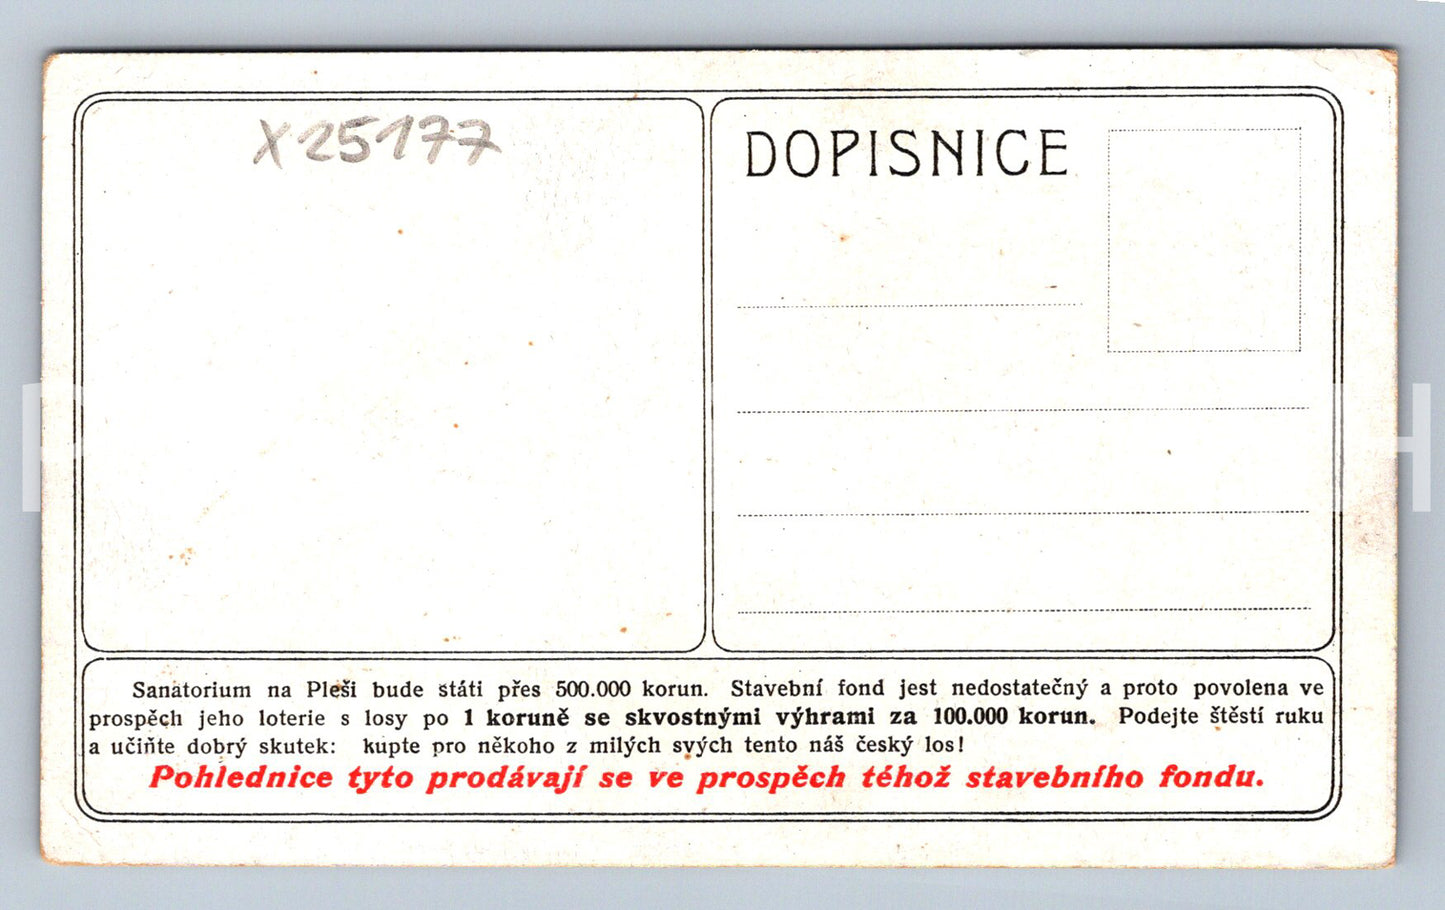 X25177
DOPISNICE
Sanatorium na Pleši bude státi přes 500.000 korun. Stavební fond jest nedostatečný a proto povolena ve
prospěch jeho loterie s losy po 1 koruně se skvostnými výhrami za 100.000 korun. Podejte štěstí ruku
a učiňte dobrý skutek: kupte pro někoho z milých svých tento náš český los!
Pohlednice tyto prodávají se ve prospěch téhož stavebního fondu.